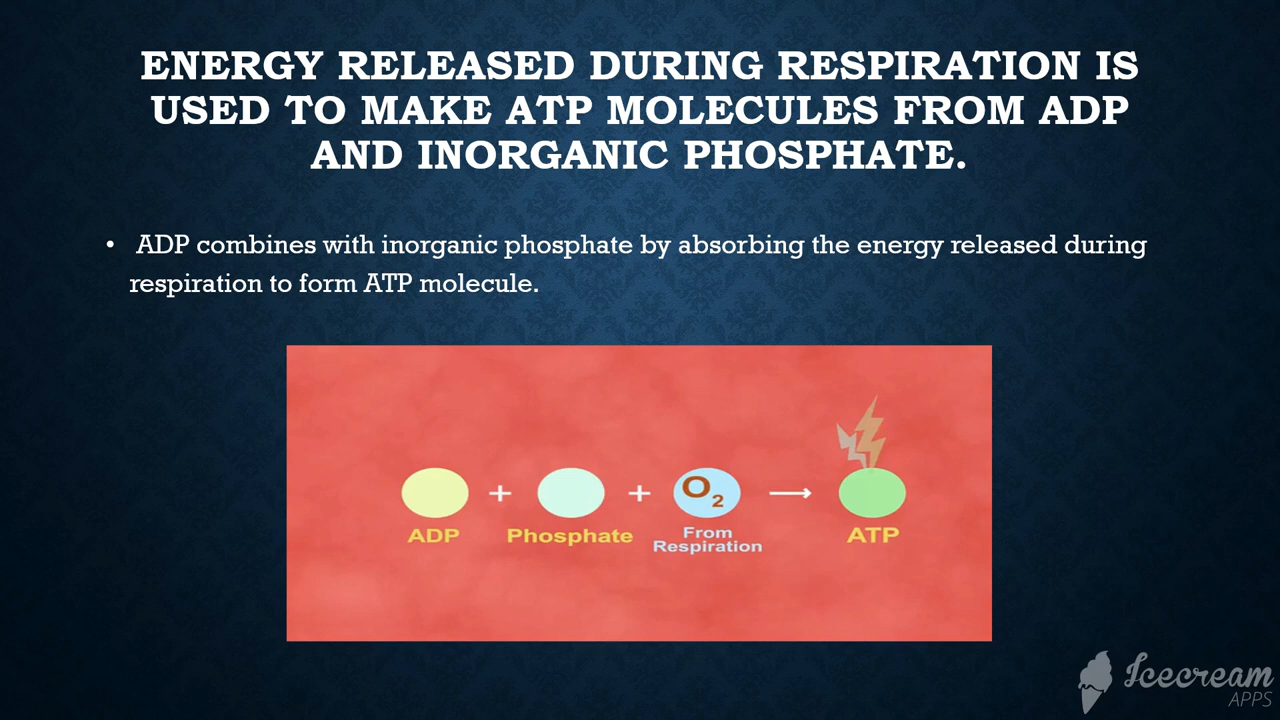 ENERGY RELEASED DURING RESPIRATION IS
USED TO MAKE ATP MOLECULES FROM ADP
AND INORGANIC PHOSPHATE.
• ADP combines with inorganic phosphate by absorbing the energy released during
respiration to form ATP molecule.
+ + O2 →
ADP Phosphate From Respiration ATP
Icecream
APPS